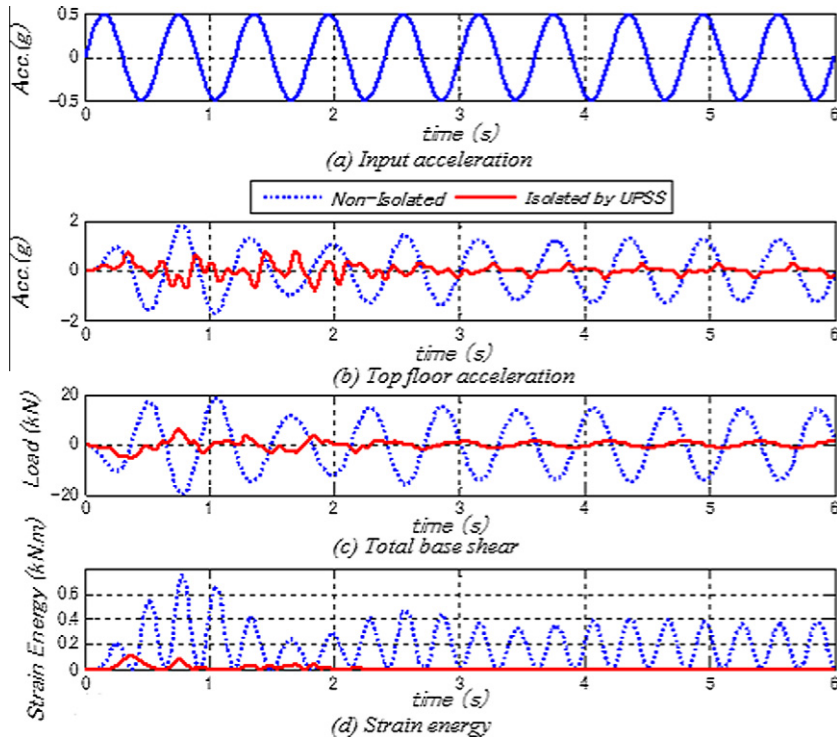 Acc.(g)
0.5
0
−0.5
0 1 2 3 4 5 6
time (s)
(a) Input acceleration
Non-Isolated Isolated by UPSS
Acc.(g)
2
0
−2
0 1 2 3 4 5 6
time (s)
(b) Top floor acceleration
Load (kN)
20
0
−20
0 1 2 3 4 5 6
time (s)
(c) Total base shear
Strain Energy (kN.m)
0.6
0.4
0.2
0
0 1 2 3 4 5 6
time (s)
(d) Strain energy